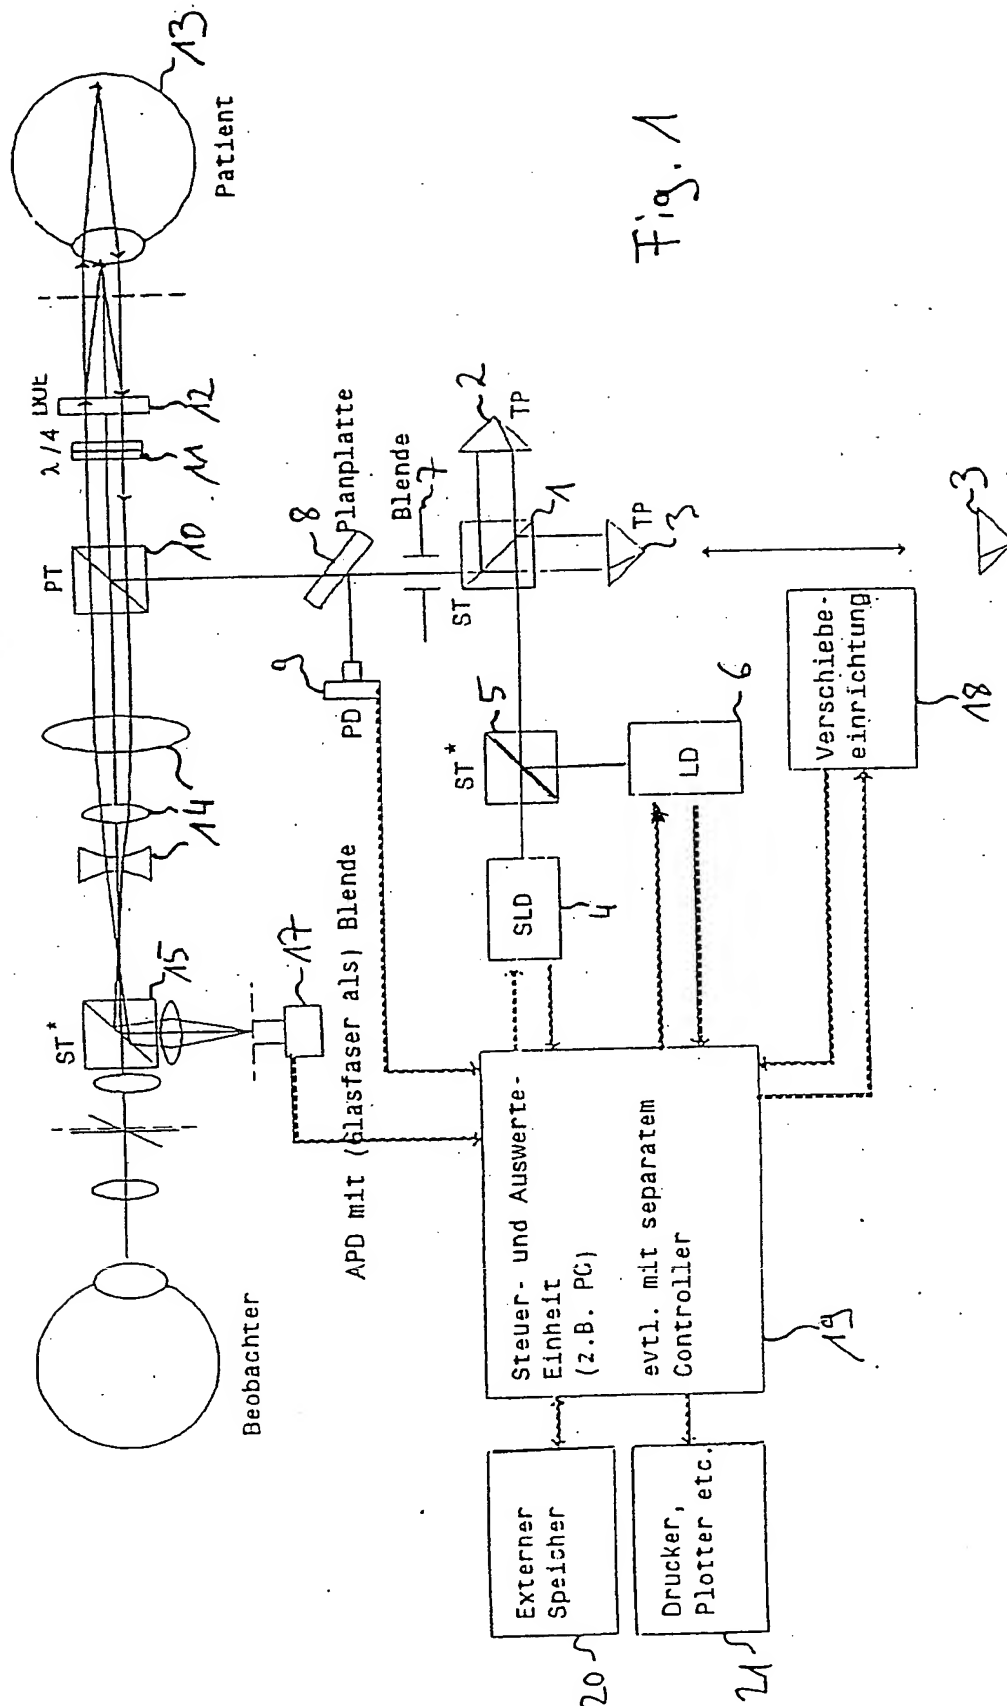 Fig. 1
Beobachter
ST*
15
17
APD mit (Glasfaser als) Blende
14
PT
10
λ/4
11
DOE
12
13
Patient
PD
9
8
Planplatte
Blende
7
ST
1
2
TP
3
TP
3
ST*
5
SLD
4
LD
6
Verschiebe-
einrichtung
18
Steuer- und Auswerte-
Einheit
(z.B. PC)
evtl. mit separatem
Controller
19
Externer
Speicher
20
Drucker,
Plotter etc.
21